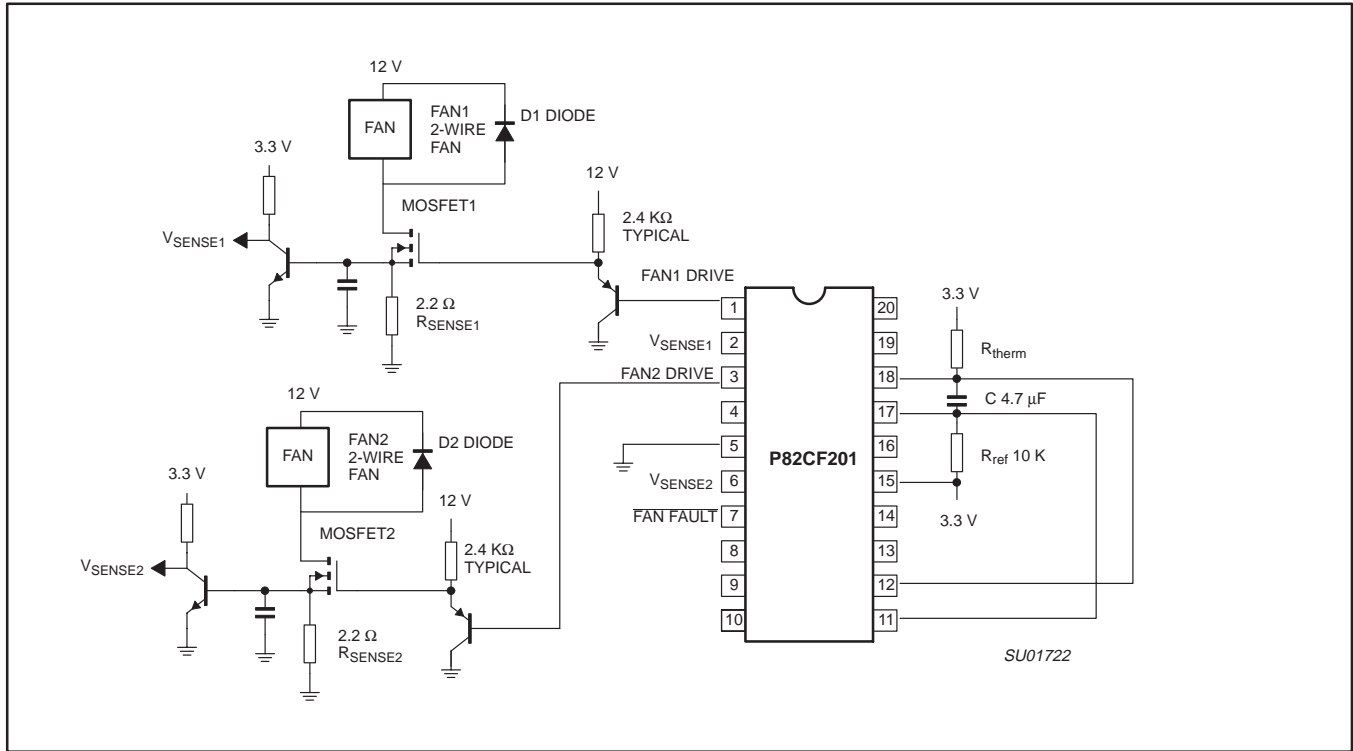 12 V
FAN
FAN1
2-WIRE
FAN
D1 DIODE
3.3 V
VSENSE1
MOSFET1
12 V
2.4 KΩ
TYPICAL
2.2 Ω
RSENSE1
FAN1 DRIVE
VSENSE1
FAN2 DRIVE
VSENSE2
FAN FAULT
1
2
3
4
5
6
7
8
9
10
P82CF201
20
19
18
17
16
15
14
13
12
11
3.3 V
Rtherm
C 4.7 μF
Rref 10 K
3.3 V
12 V
FAN
FAN2
2-WIRE
FAN
D2 DIODE
3.3 V
VSENSE2
MOSFET2
12 V
2.4 KΩ
TYPICAL
2.2 Ω
RSENSE2
SU01722